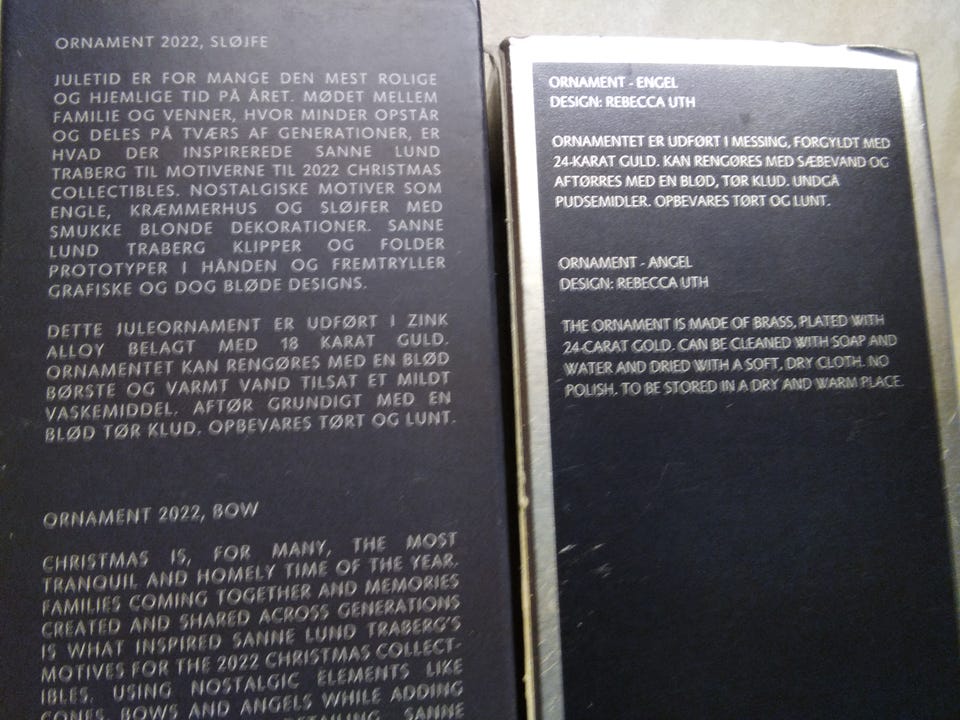 ORNAMENT 2022, SLØJFE
JULETID ER FOR MANGE DEN MEST ROLIGE
OG HJEMLIGE TID PÅ ÅRET. MØDET MELLEM
FAMILIE OG VENNER, HVOR MINDER OPSTÅR
OG DELES PÅ TVÆRS AF GENERATIONER, ER
HVAD DER INSPIREREDE SANNE LUND
TRABERG TIL MOTIVERNE TIL 2022 CHRISTMAS
COLLECTIBLES. NOSTALGISKE MOTIVER SOM
ENGLE, KRÆMMERHUS OG SLØJFER MED
SMUKKE BLONDE DEKORATIONER. SANNE
LUND TRABERG KLIPPER OG FOLDER
PROTOTYPER I HÅNDEN OG FREMTRYLLER
GRAFISKE OG DOG BLØDE DESIGNS.
DETTE JULEORNAMENT ER UDFØRT I ZINK
ALLOY BELAGT MED 18 KARAT GULD.
ORNAMENTET KAN RENGØRES MED EN BLØD
BØRSTE OG VARMT VAND TILSAT ET MILDT
VASKEMIDDEL. AFTØR GRUNDIGT MED EN
BLØD TØR KLUD. OPBEVARES TØRT OG LUNT.
ORNAMENT 2022, BOW
CHRISTMAS IS, FOR MANY, THE MOST
TRANQUIL AND HOMELY TIME OF THE YEAR.
FAMILIES COMING TOGETHER AND MEMORIES
CREATED AND SHARED ACROSS GENERATIONS
IS WHAT INSPIRED SANNE LUND TRABERG'S
MOTIVES FOR THE 2022 CHRISTMAS COLLECT-
IBLES. USING NOSTALGIC ELEMENTS LIKE
CONES, BOWS AND ANGELS WHILE ADDING
DETAILING, SANNE
ORNAMENT - ENGEL
DESIGN: REBECCA UTH
ORNAMENTET ER UDFØRT I MESSING, FORGYLDT MED
24-KARAT GULD. KAN RENGØRES MED SÆBEVAND OG
AFTØRRES MED EN BLØD, TØR KLUD. UNDGÅ
PUDSEMIDLER. OPBEVARES TØRT OG LUNT.
ORNAMENT - ANGEL
DESIGN: REBECCA UTH
THE ORNAMENT IS MADE OF BRASS, PLATED WITH
24-CARAT GOLD. CAN BE CLEANED WITH SOAP AND
WATER AND DRIED WITH A SOFT, DRY CLOTH. NO
POLISH. TO BE STORED IN A DRY AND WARM PLACE.